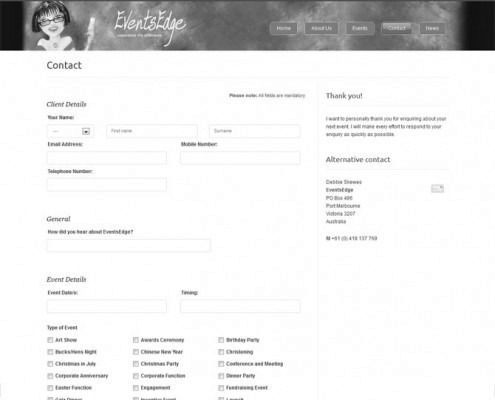 EventsEdge
Home
About Us
Events
Contact
News
Contact
Please note: All fields are mandatory
Client Details
Your Name:
---
First name
Surname
Email Address:
Mobile Number:
Telephone Number:
General
How did you hear about EventsEdge?
Event Details
Event Date/s:
Timing:
Type of Event
Art Show
Awards Ceremony
Birthday Party
Bucks/Hens Night
Chinese New Year
Christening
Christmas in July
Christmas Party
Conference and Meeting
Corporate Anniversary
Corporate Function
Dinner Party
Easter Function
Engagement
Fundraising Event
Gala Dinner
Incentive Event
Launch
Thank you!
I want to personally thank you for enquiring about your
next event. I will make every effort to respond to your
enquiry as quickly as possible.
Alternative contact
Debbie Skewes
EventsEdge
PO Box 486
Port Melbourne
Victoria 3207
Australia
M +61 (0) 418 137 759